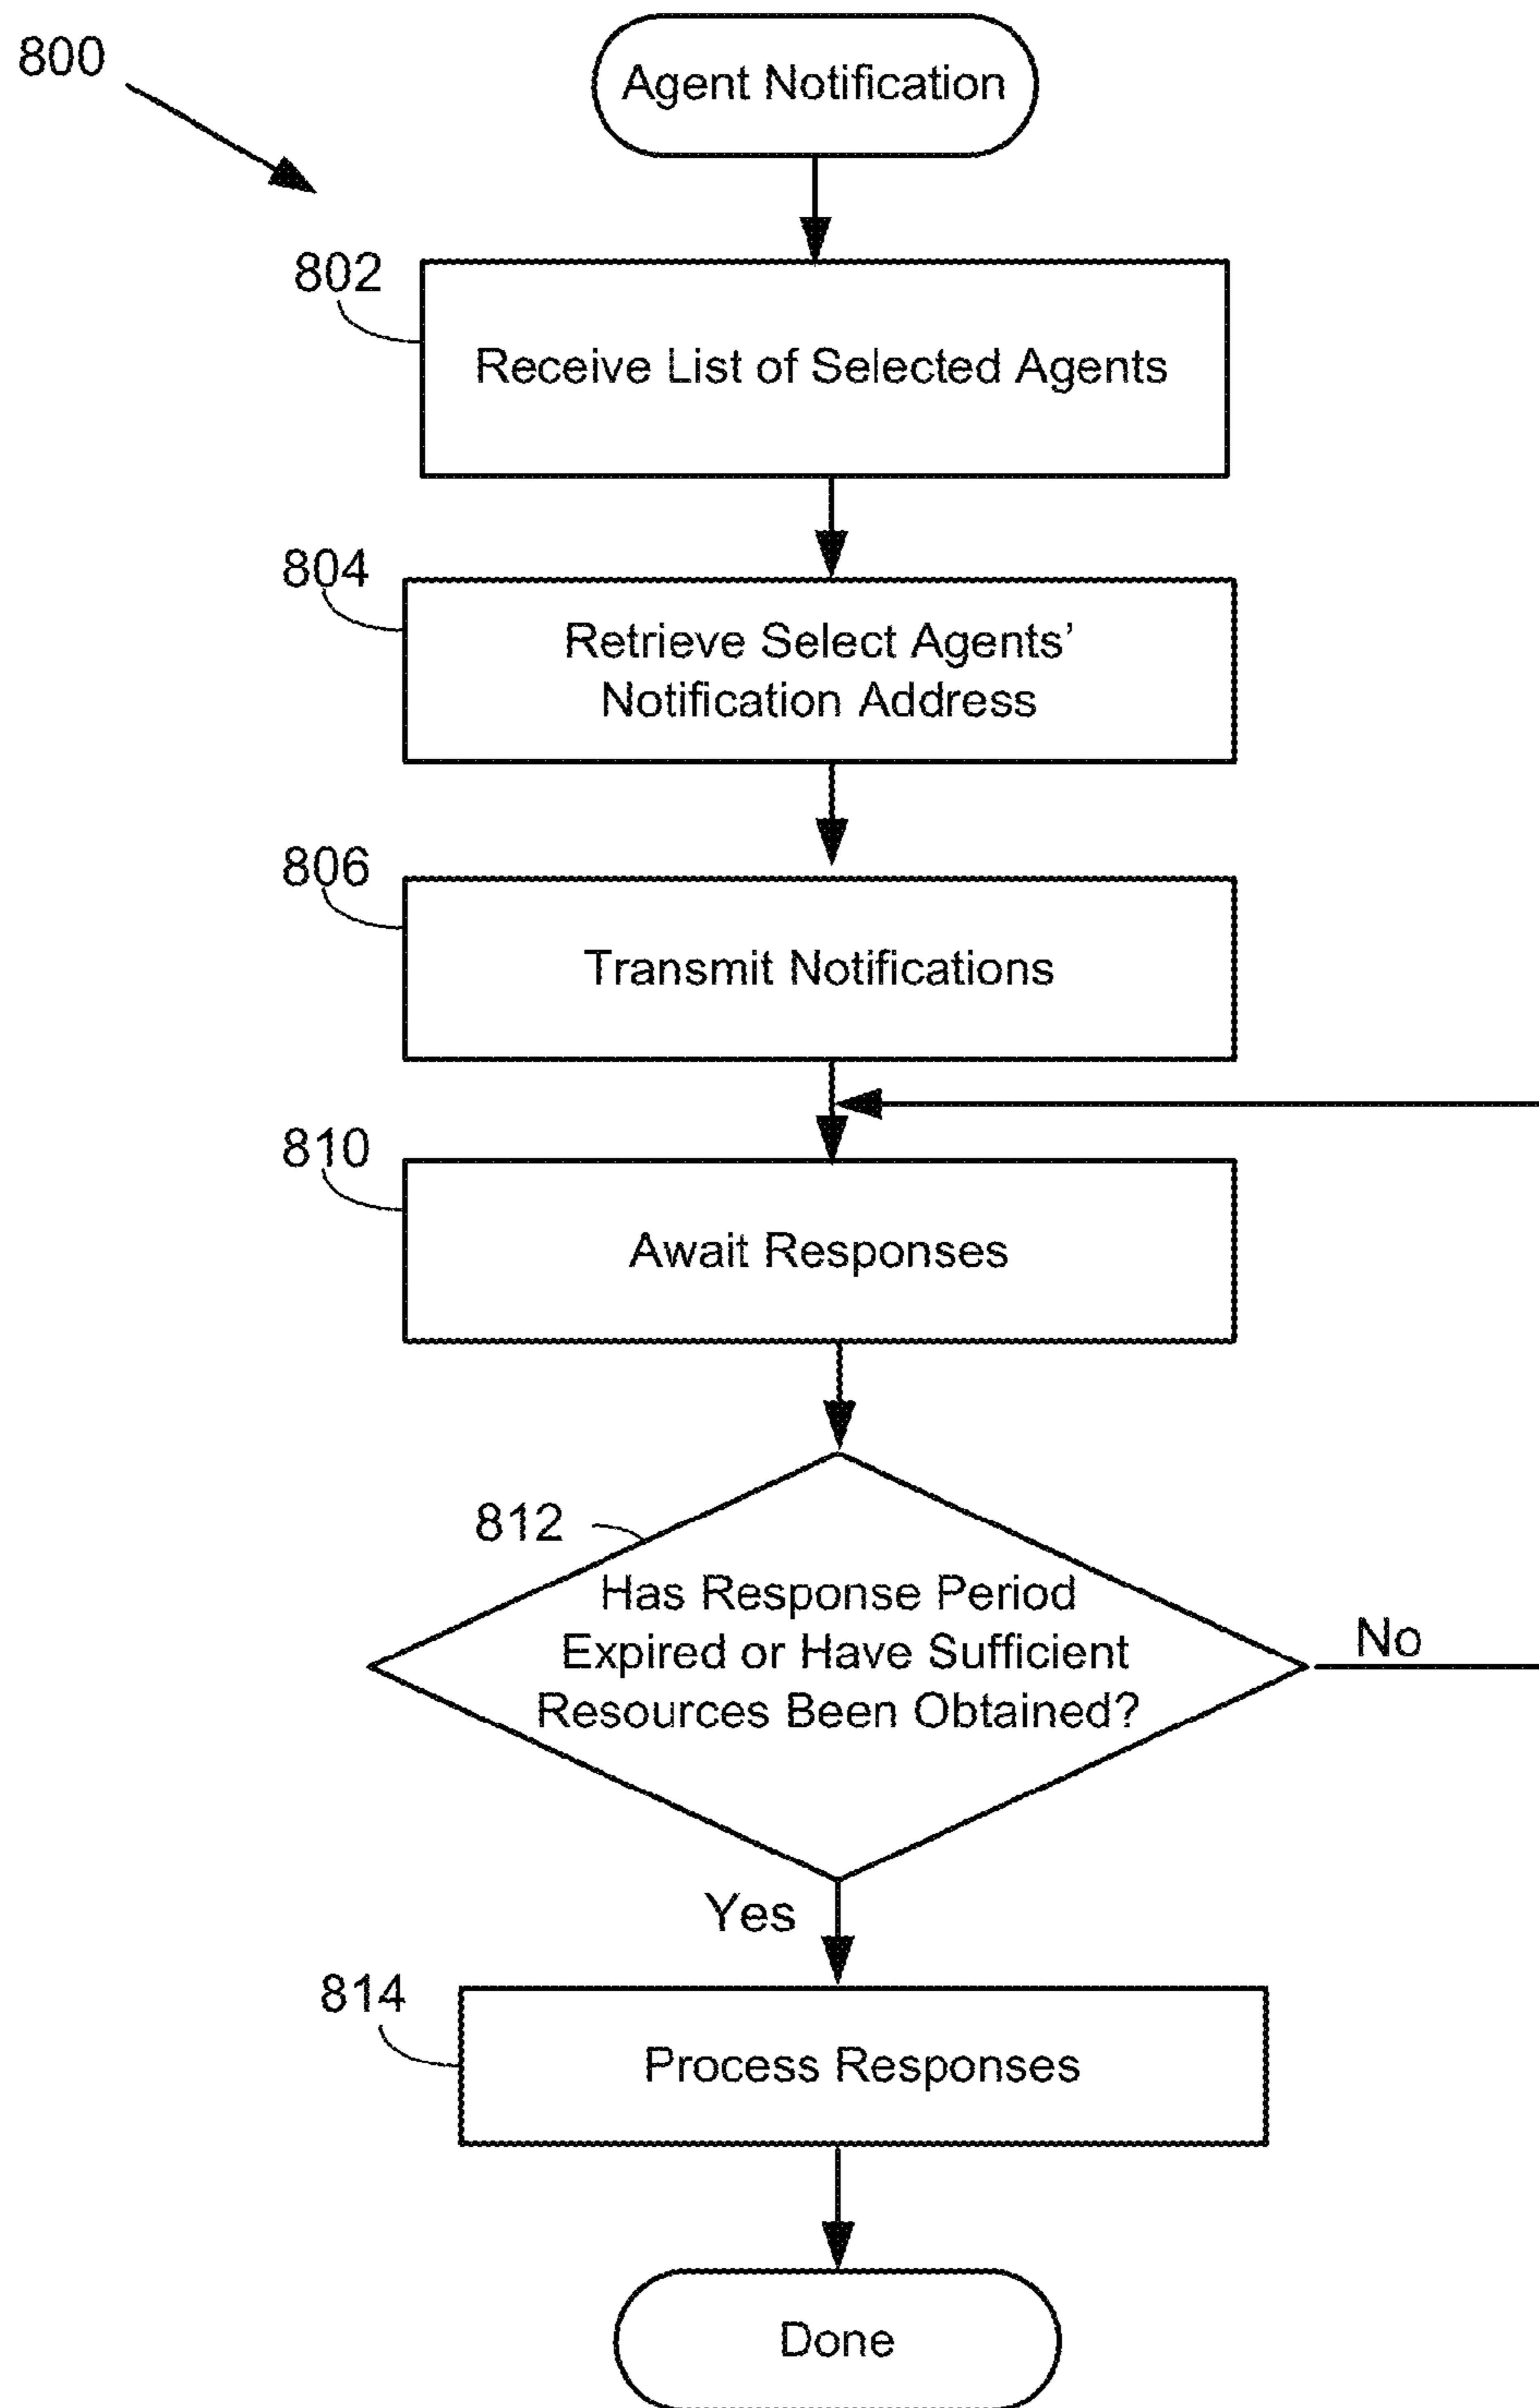 800
Agent Notification
802
Receive List of Selected Agents
804
Retrieve Select Agents’
Notification Address
806
Transmit Notifications
810
Await Responses
812
Has Response Period
Expired or Have Sufficient
Resources Been Obtained?
No
Yes
814
Process Responses
Done